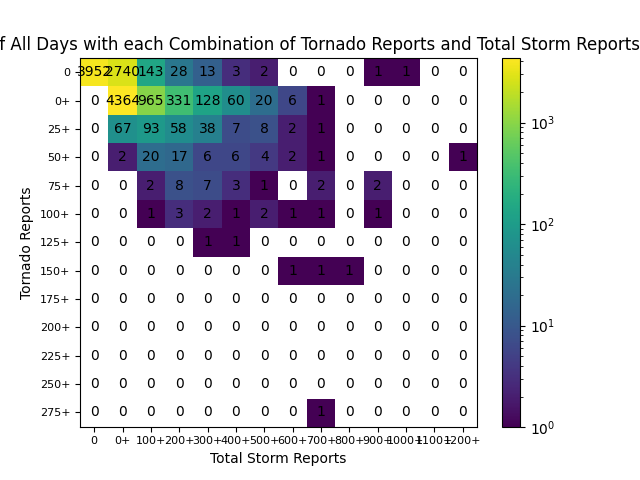 f All Days with each Combination of Tornado Reports and Total Storm Reports
0 3952 2740 143 28 13 3 2 0 0 0 1 1 0 0
0+ 0 4364 965 331 128 60 20 6 1 0 0 0 0 0
25+ 0 67 93 58 38 7 8 2 1 0 0 0 0 0
50+ 0 2 20 17 6 6 4 2 1 0 0 0 0 1
75+ 0 0 2 8 7 3 1 0 2 0 2 0 0 0
100+ 0 0 1 3 2 1 2 1 1 0 1 0 0 0
125+ 0 0 0 0 1 1 0 0 0 0 0 0 0 0
150+ 0 0 0 0 0 0 0 1 1 1 0 0 0 0
175+ 0 0 0 0 0 0 0 0 0 0 0 0 0 0
200+ 0 0 0 0 0 0 0 0 0 0 0 0 0 0
225+ 0 0 0 0 0 0 0 0 0 0 0 0 0 0
250+ 0 0 0 0 0 0 0 0 0 0 0 0 0 0
275+ 0 0 0 0 0 0 0 0 1 0 0 0 0 0
0 0+ 100+ 200+ 300+ 400+ 500+ 600+ 700+ 800+ 900+ 1000+ 1100+ 1200+
Total Storm Reports
Tornado Reports
10³
10²
10¹
10⁰